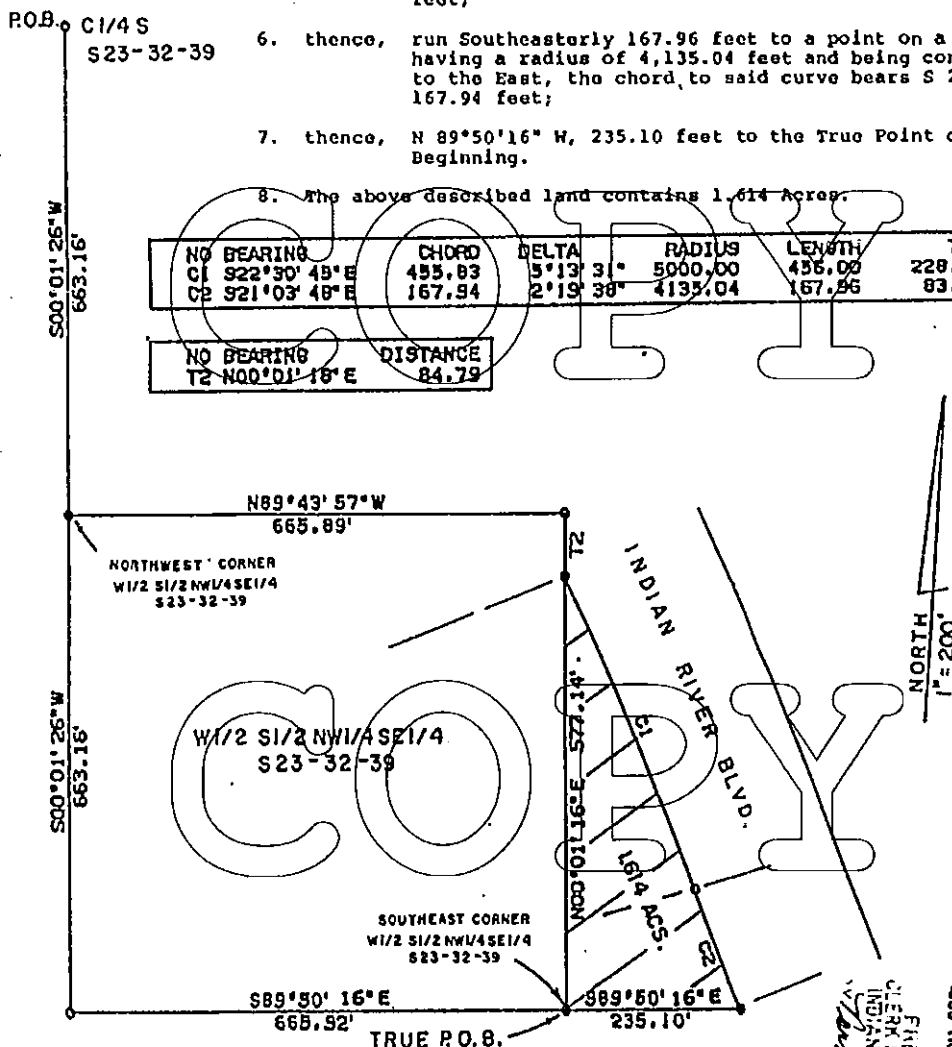 feet;
6. thence, run Southeasterly 167.96 feet to a point on a
having a radius of 4,135.04 feet and being con
to the East, the chord to said curve bears S 2
167.94 feet;
7. thence, N 89°50'16" W, 235.10 feet to the True Point o
Beginning.
8. The above described land contains 1.614 Acres.
P.O.B. C1/4 S
S23-32-39
S00°01'26"W
663.16'
NO BEARING CHORD DELTA RADIUS LENGTH
C1 S22°30'45"E 455.83 5°13'31" 5000.00 456.00 228.
C2 S21°03'48"E 167.94 2°19'38" 4135.04 167.96 83.
NO BEARING DISTANCE
T2 N00°01'16"E 84.79
COPY
N89°43'57"W
665.89'
NORTHWEST CORNER
W1/2 S1/2 NW1/4 SE1/4
S23-32-39
T2
INDIAN RIVER BLVD.
NORTH
1"=200'
S00°01'26"W
663.16'
W1/2 S1/2 NW1/4 SE1/4
S23-32-39
N00°01'16"E 577.14'
C1
1.614 ACS.
C2
COPY
SOUTHEAST CORNER
W1/2 S1/2 NW1/4 SE1/4
S23-32-39
S89°50'16"E
665.92'
S89°50'16"E
235.10'
TRUE P.O.B.
CLERK
INDIAN